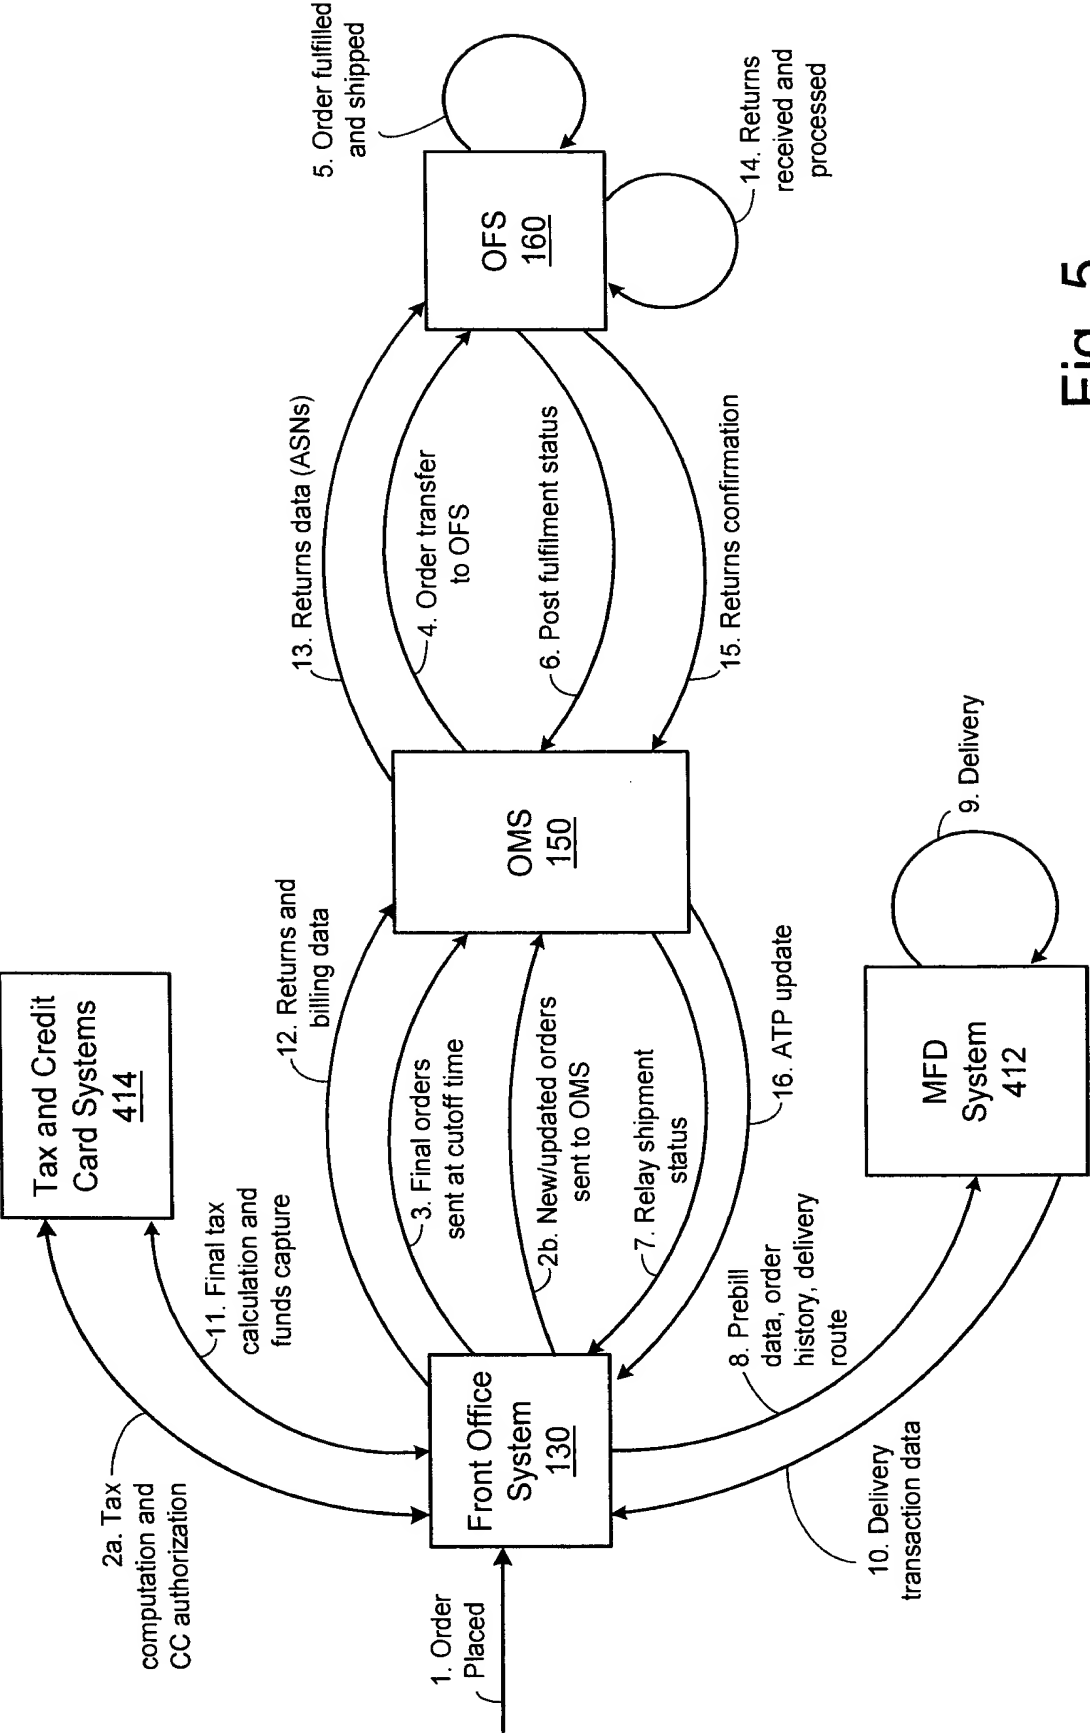 Tax and Credit
Card Systems
414
2a. Tax
computation and
CC authorization
11. Final tax
calculation and
funds capture
12. Returns and
billing data
13. Returns data (ASNs)
5. Order fulfilled
and shipped
3. Final orders
sent at cutoff time
4. Order transfer
to OFS
1. Order
Placed
Front Office
System
130
2b. New/updated orders
sent to OMS
OMS
150
6. Post fulfilment status
OFS
160
7. Relay shipment
status
15. Returns confirmation
14. Returns
received and
processed
16. ATP update
8. Prebill
data, order
history, delivery
route
10. Delivery
transaction data
MFD
System
412
9. Delivery
Fig. 5